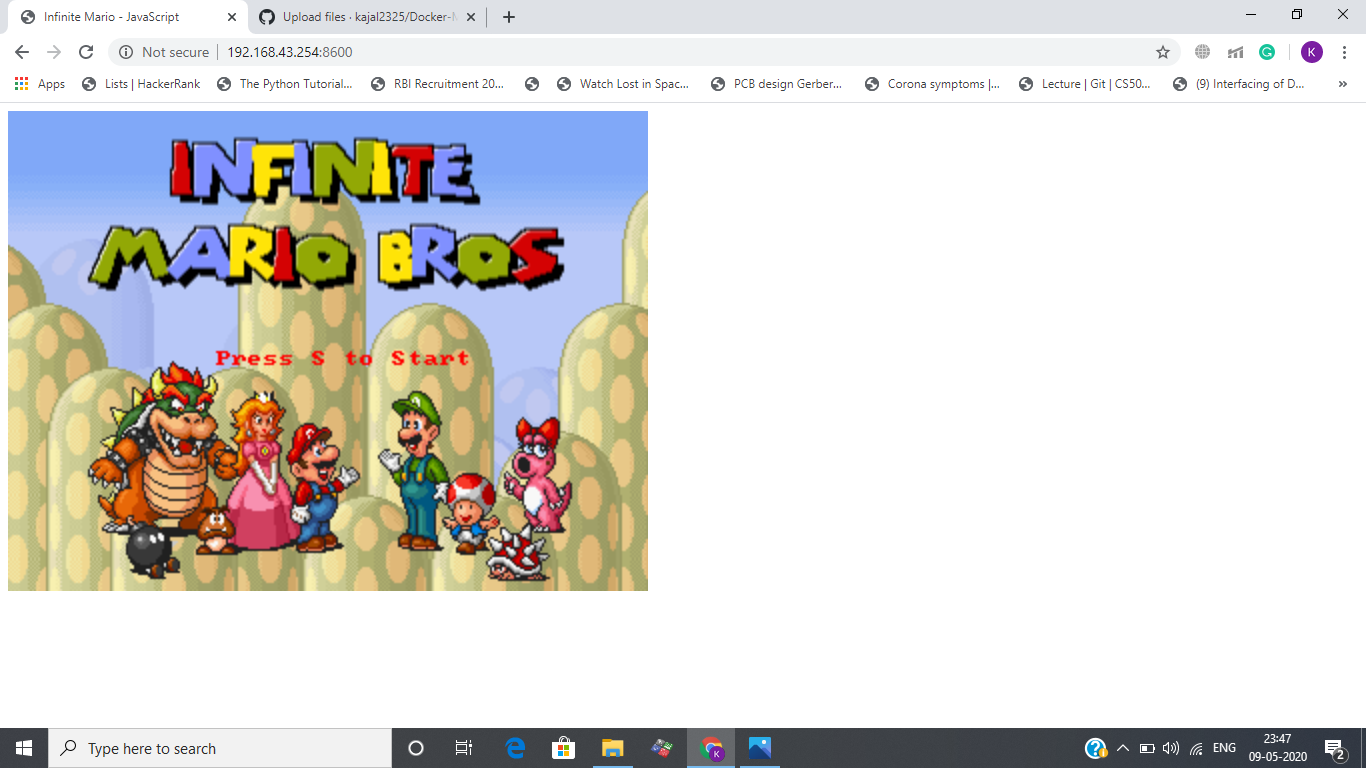 Infinite Mario - JavaScript
Upload files · kajal2325/Docker-M
Not secure
192.168.43.254:8600
K
Apps
Lists | HackerRank
The Python Tutorial...
RBI Recruitment 20...
Watch Lost in Spac...
PCB design Gerber...
Corona symptoms |...
Lecture | Git | CS50...
(9) Interfacing of D...
»
INFINITE
MARIO BROS
Press S to Start
Type here to search
K
ENG
23:47
09-05-2020
2